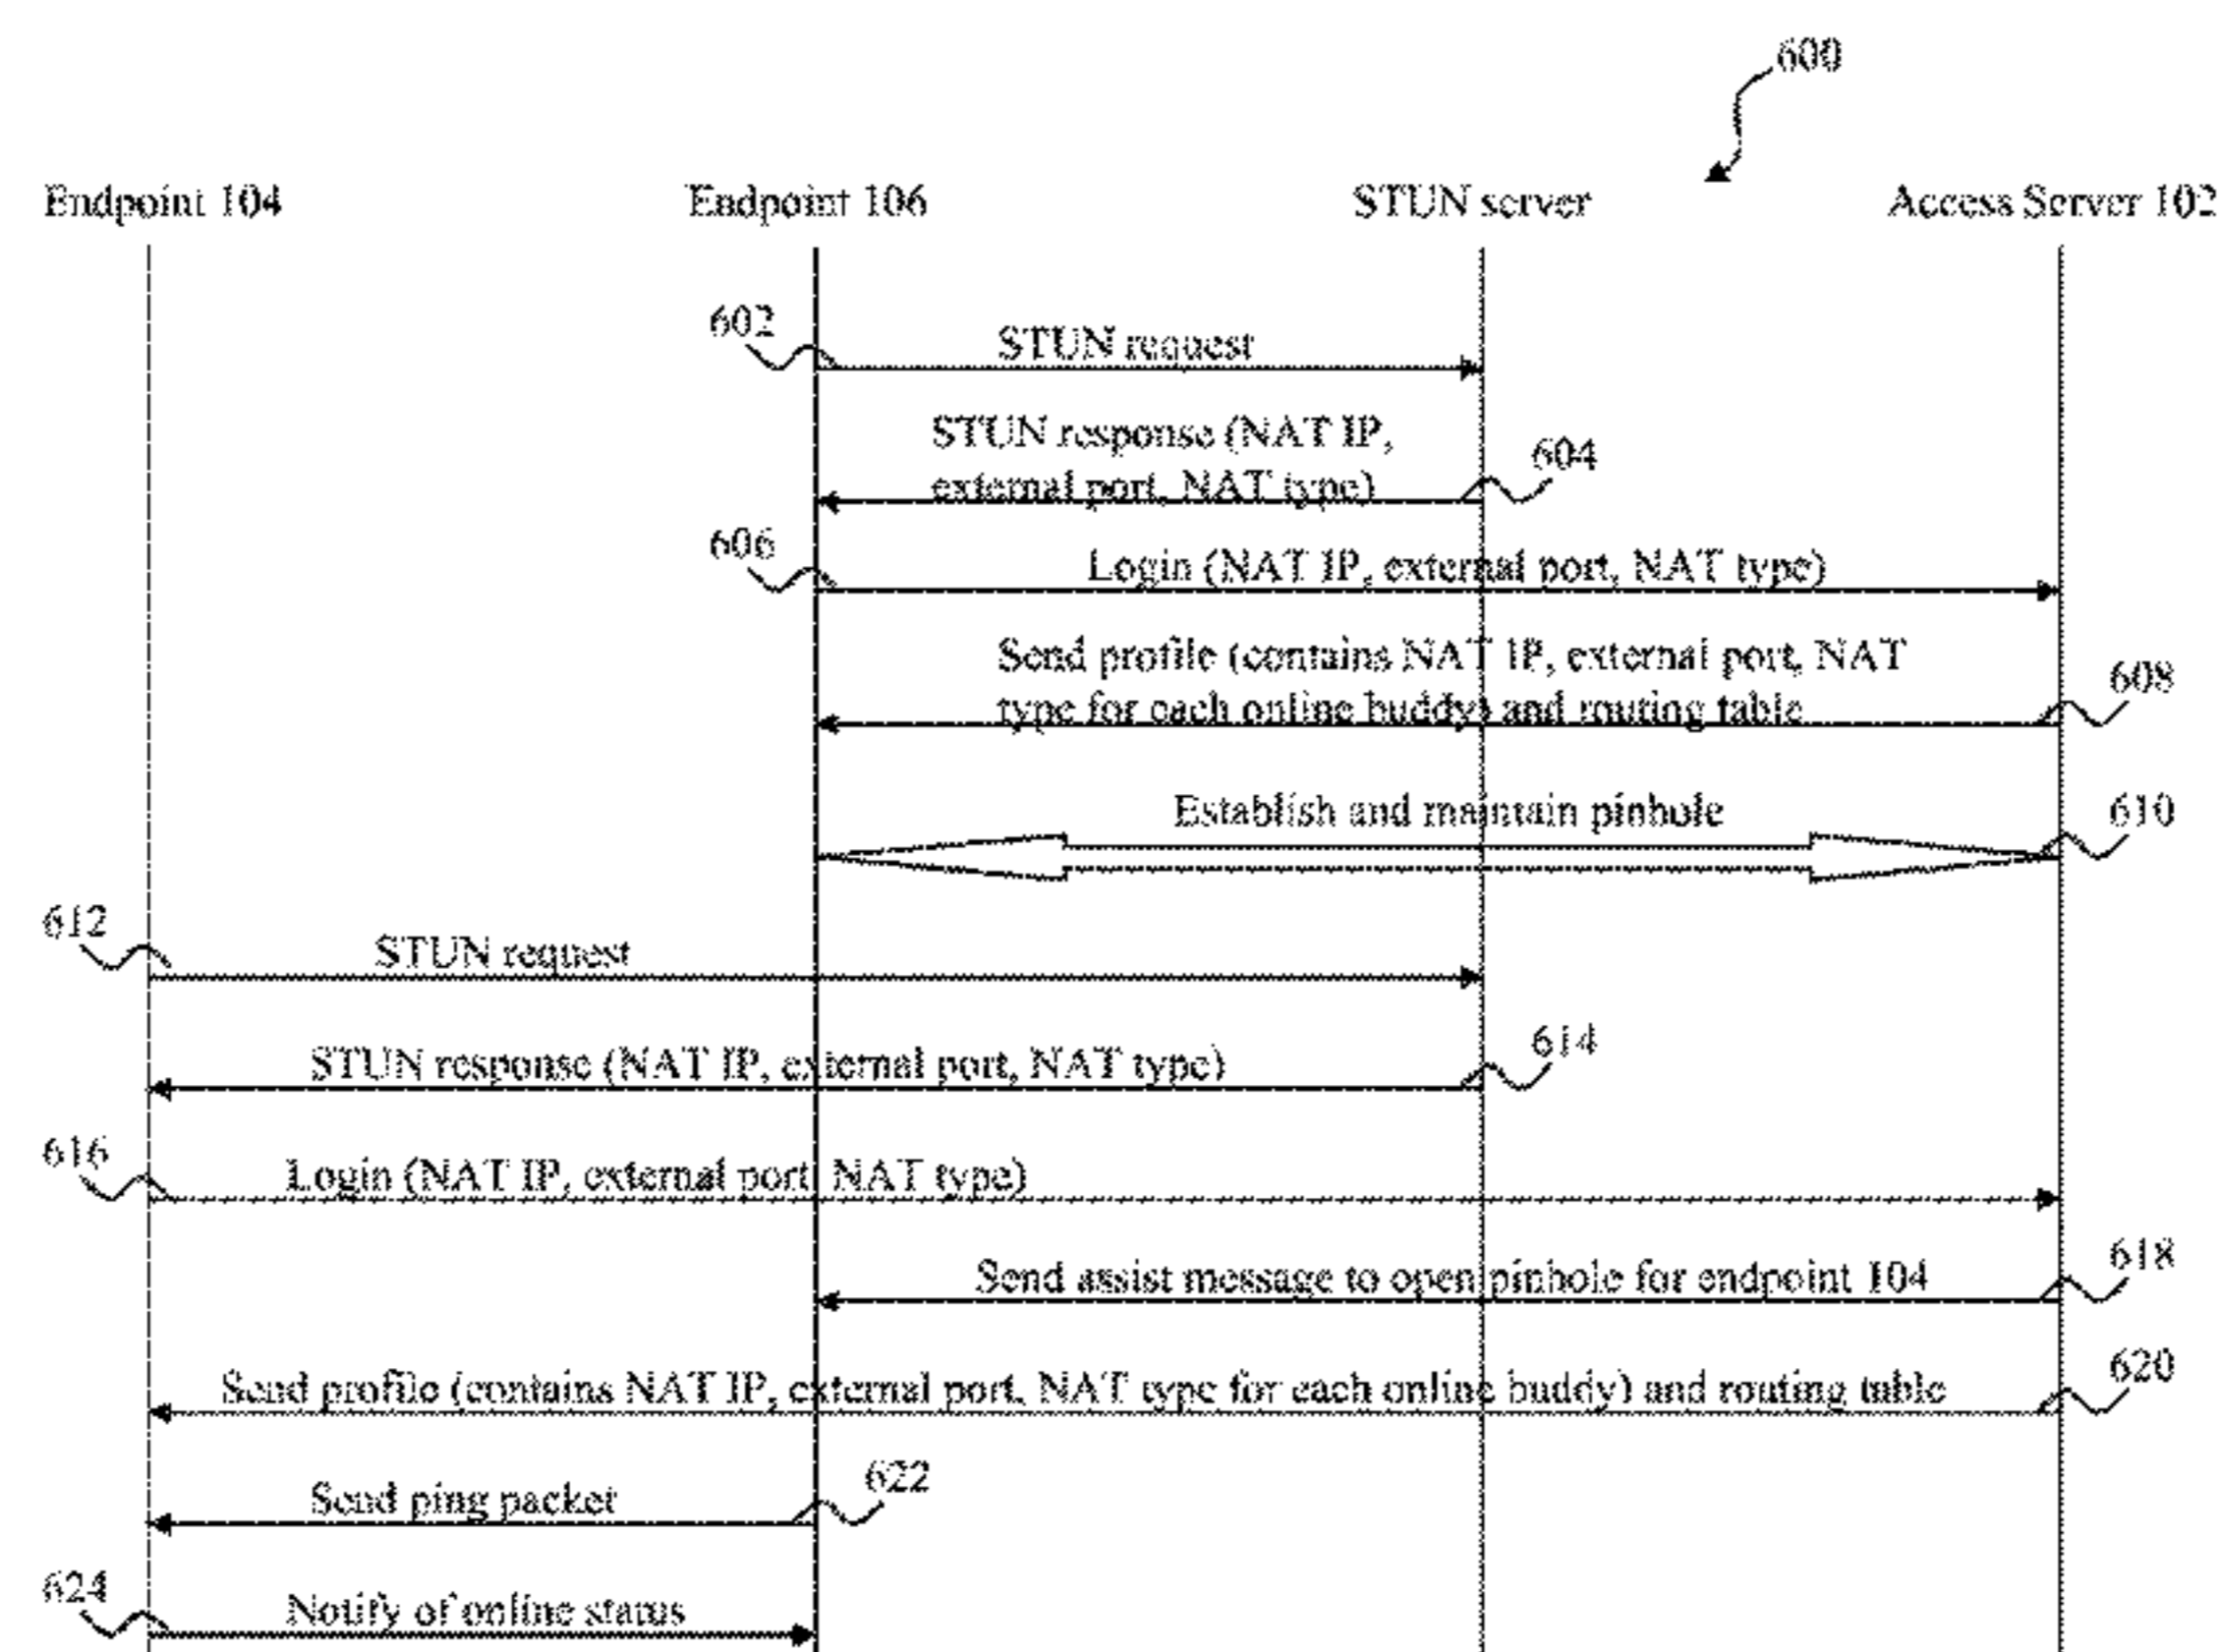 600
Endpoint 104
Endpoint 106
STUN server
Access Server 102
602
STUN request
STUN response (NAT IP,
external port, NAT type)
604
606
Login (NAT IP, external port, NAT type)
Send profile (contains NAT IP, external port, NAT
type for each online buddy) and routing table
608
Establish and maintain pinhole
610
612
STUN request
614
STUN response (NAT IP, external port, NAT type)
616
Login (NAT IP, external port, NAT type)
618
Send assist message to open pinhole for endpoint 104
620
Send profile (contains NAT IP, external port, NAT type for each online buddy) and routing table
622
Send ping packet
624
Notify of online status